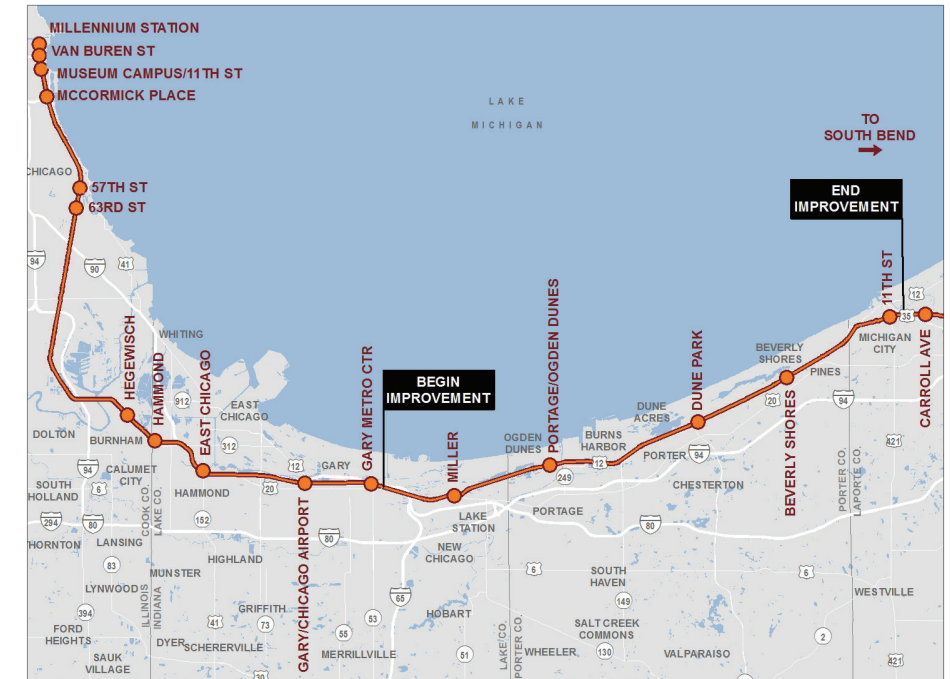 MILLENNIUM STATION
VAN BUREN ST
MUSEUM CAMPUS/11TH ST
MCCORMICK PLACE
LAKE
MICHIGAN
TO
SOUTH BEND
CHICAGO
57TH ST
63RD ST
END
IMPROVEMENT
94
90
41
11TH ST
12
35
WHITING
MICHIGAN
CITY
CARROLL AVE
HEGEWISCH
HAMMOND
EAST CHICAGO
912
EAST
CHICAGO
312
GARY METRO CTR
BEGIN
IMPROVEMENT
PORTAGE/OGDEN DUNES
DUNE PARK
BEVERLY
SHORES
PINES
20
94
BEVERLY SHORES
DUNE
ACRES
DOLTON
BURNHAM
MILLER
OGDEN
DUNES
BURNS
HARBOR
PORTER
94
421
94
CALUMET
CITY
6
12
GARY
20
249
12
CHESTERTON
SOUTH
HOLLAND
HAMMOND
COOK CO.
LAKE CO.
PORTER CO.
LAPORTE CO.
294
80
152
80
LAKE
STATION
PORTAGE
80
THORNTON
LANSING
83
HIGHLAND
GARY/CHICAGO AIRPORT
NEW
CHICAGO
MUNSTER
6
6
LYNWOOD
65
SOUTH
HAVEN
WESTVILLE
394
ILLINOIS
INDIANA
41
GRIFFITH
73
53
HOBART
149
FORD
HEIGHTS
DYER
SCHERERVILLE
55
SALT CREEK
COMMONS
2
SAUK
VILLAGE
MERRILLVILLE
51
LAKE CO.
PORTER CO.
WHEELER
130
VALPARAISO
421
30